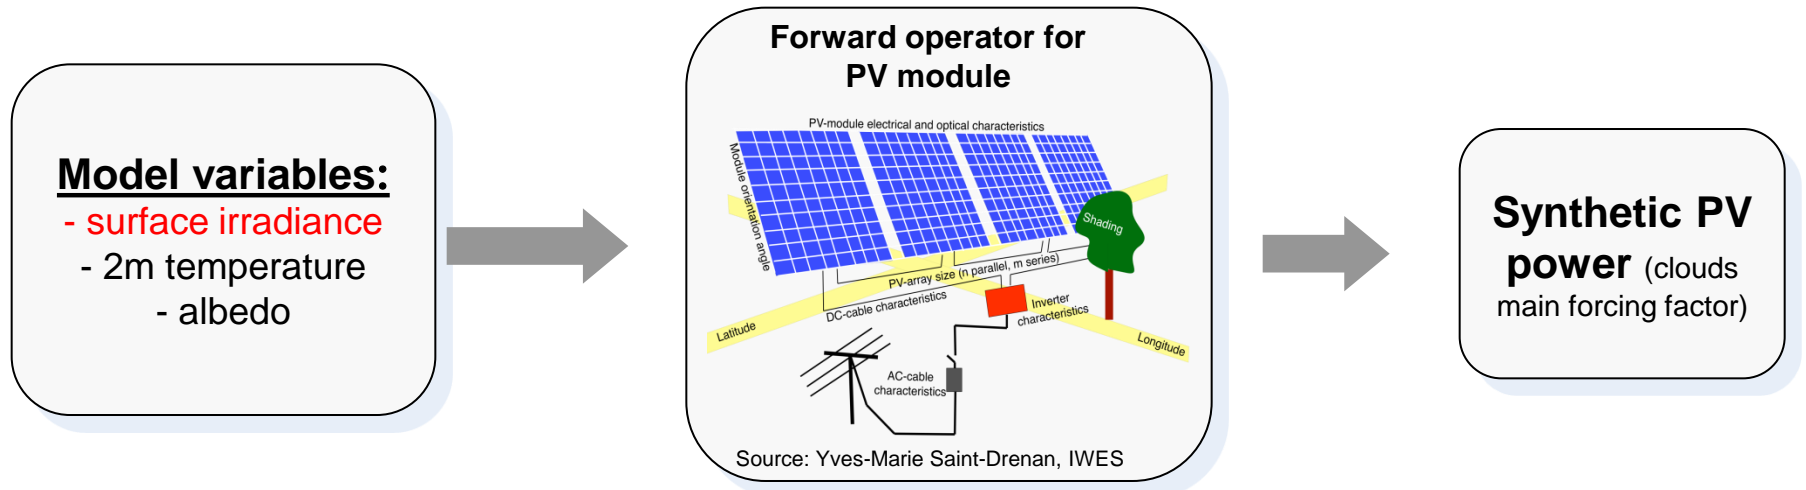 Model variables:
- surface irradiance
- 2m temperature
- albedo
Forward operator for
PV module
PV-module electrical and optical characteristics
Module orientation angle
Shading
PV-array size (n parallel, m series)
DC-cable characteristics
Inverter
characteristics
Latitude
Longitude
AC-cable
characteristics
Source: Yves-Marie Saint-Drenan, IWES
Synthetic PV
power (clouds
main forcing factor)